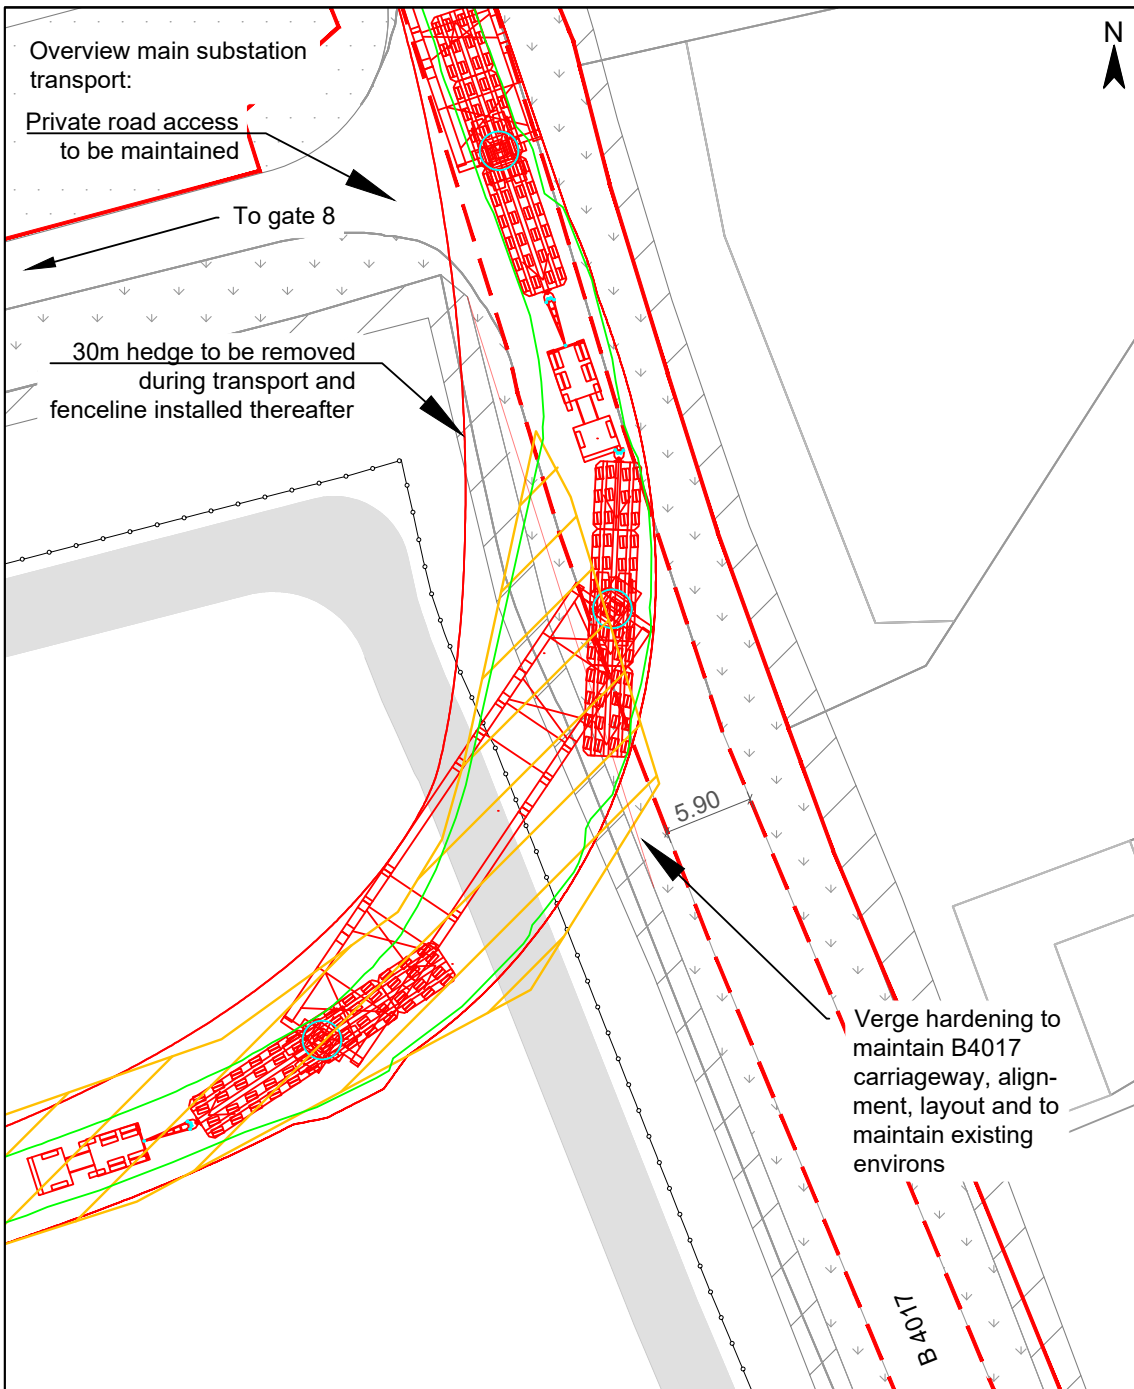 Overview main substation
transport:
N
Private road access
to be maintained
To gate 8
30m hedge to be removed
during transport and
fenceline installed thereafter
5.90
Verge hardening to
maintain B4017
carriageway, align-
ment, layout and to
maintain existing
environs
B4017